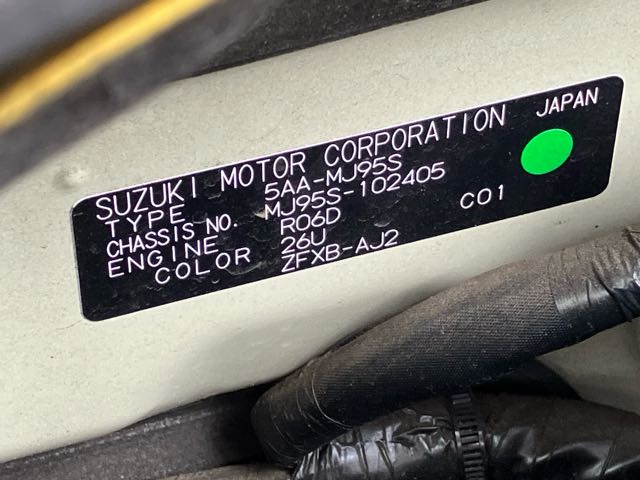 SUZUKI MOTOR CORPORATION JAPAN
TYPE 5AA-MJ95S
CHASSIS NO. MJ95S-102405
ENGINE R06D C01
COLOR 26U
ZFXB-AJ2